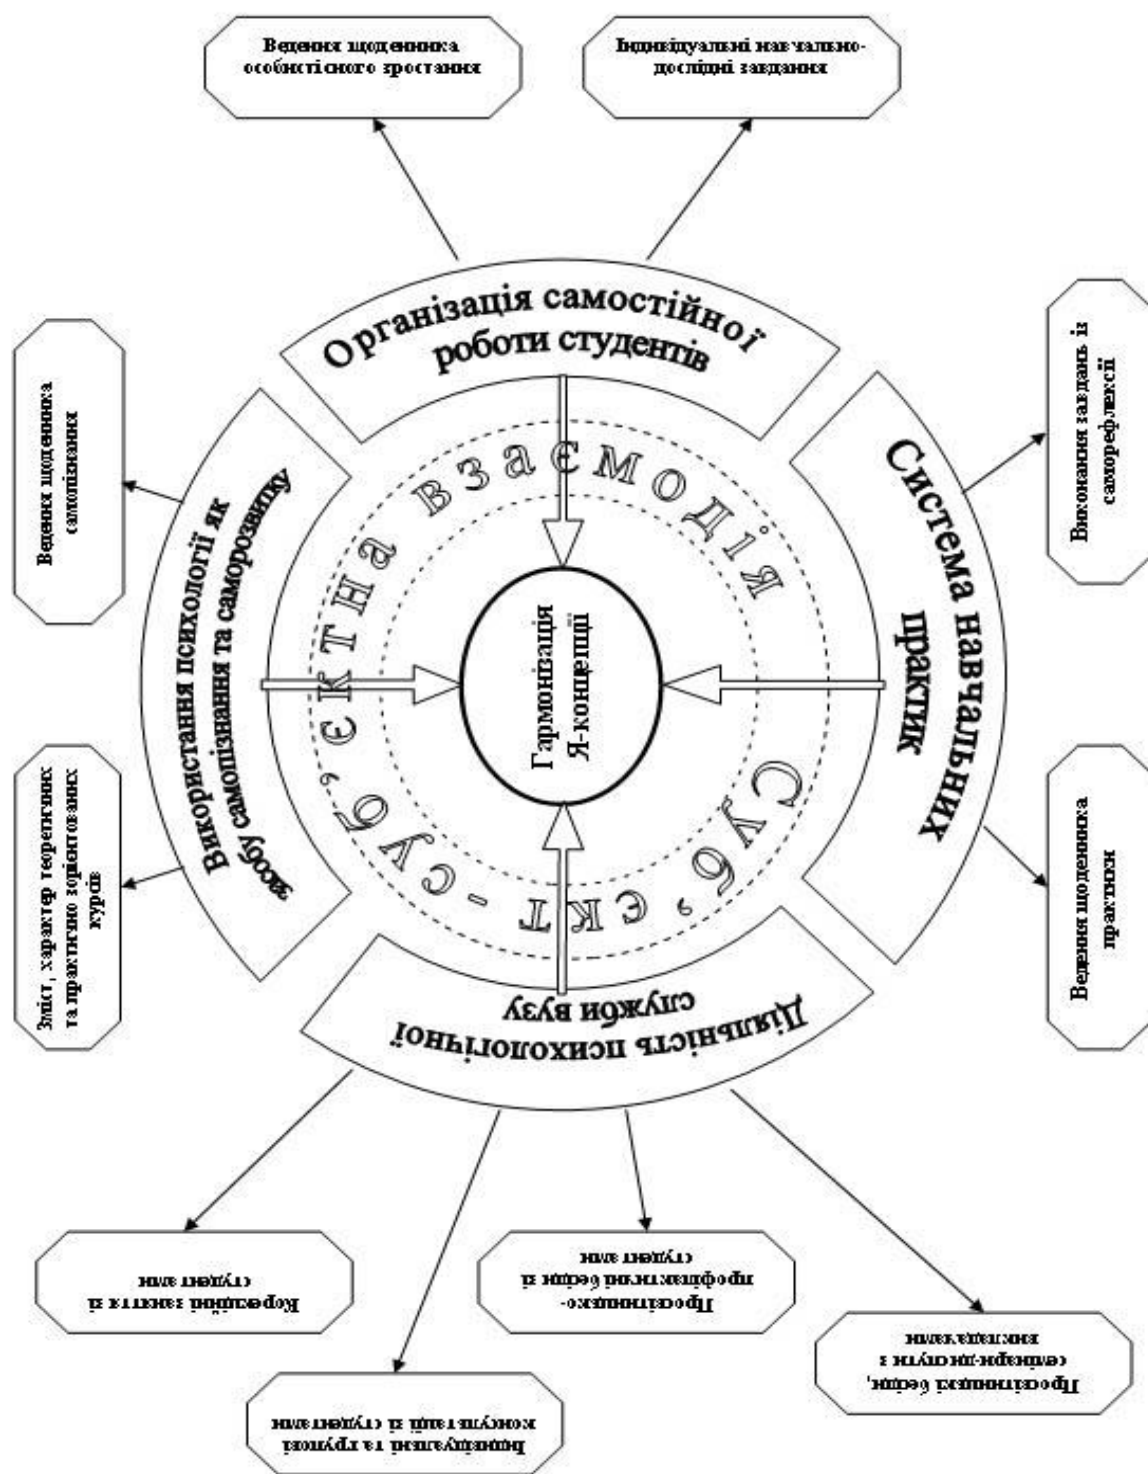 Ведення щоденника
особистісного зростання
Індивідуальні навчально-
дослідні завдання
Організація самостійної
роботи студентів
Ведення щоденника
самопізнання
Використання психології як
засобу самопізнання та саморозвитку
Зміст, характер теоретичних
та практично зорієнтованих
курсів
Суб’єкт-суб’єктна взаємодія
Гармонізація
Я-концепції
Система навчальних
практик
Виконання завдань із
саморефлексії
Ведення щоденника
практики
Діяльність психологічної
служби вузу
Корекційні заняття зі
студентами
Індивідуальні та групові
консультації зі студентами
Просвітницько-
профілактичні бесіди зі
студентами
Просвітницькі бесіди,
семінари-диспути з
викладачами